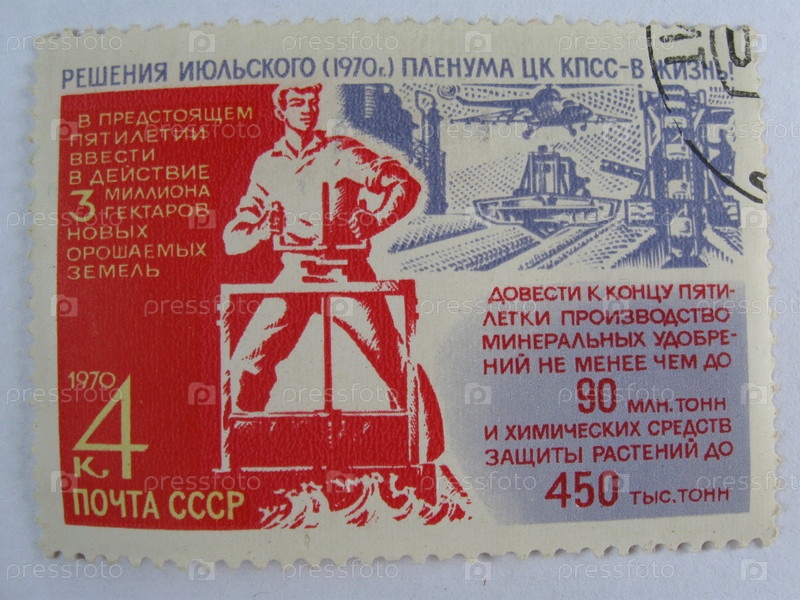 РЕШЕНИЯ ИЮЛЬСКОГО (1970г.) ПЛЕНУМА ЦК КПСС-В ЖИЗНЬ!
В ПРЕДСТОЯЩЕМ
ПЯТИЛЕТИИ
ВВЕСТИ
В ДЕЙСТВИЕ
3 МИЛЛИОНА
ГЕКТАРОВ
НОВЫХ
ОРОШАЕМЫХ
ЗЕМЕЛЬ
ДОВЕСТИ К КОНЦУ ПЯТИ-
ЛЕТКИ ПРОИЗВОДСТВО
МИНЕРАЛЬНЫХ УДОБРЕ-
НИЙ НЕ МЕНЕЕ ЧЕМ ДО
90 МЛН. ТОНН
И ХИМИЧЕСКИХ СРЕДСТВ
ЗАЩИТЫ РАСТЕНИЙ ДО
450 ТЫС. ТОНН
1970
4 к.
ПОЧТА СССР
pressfoto